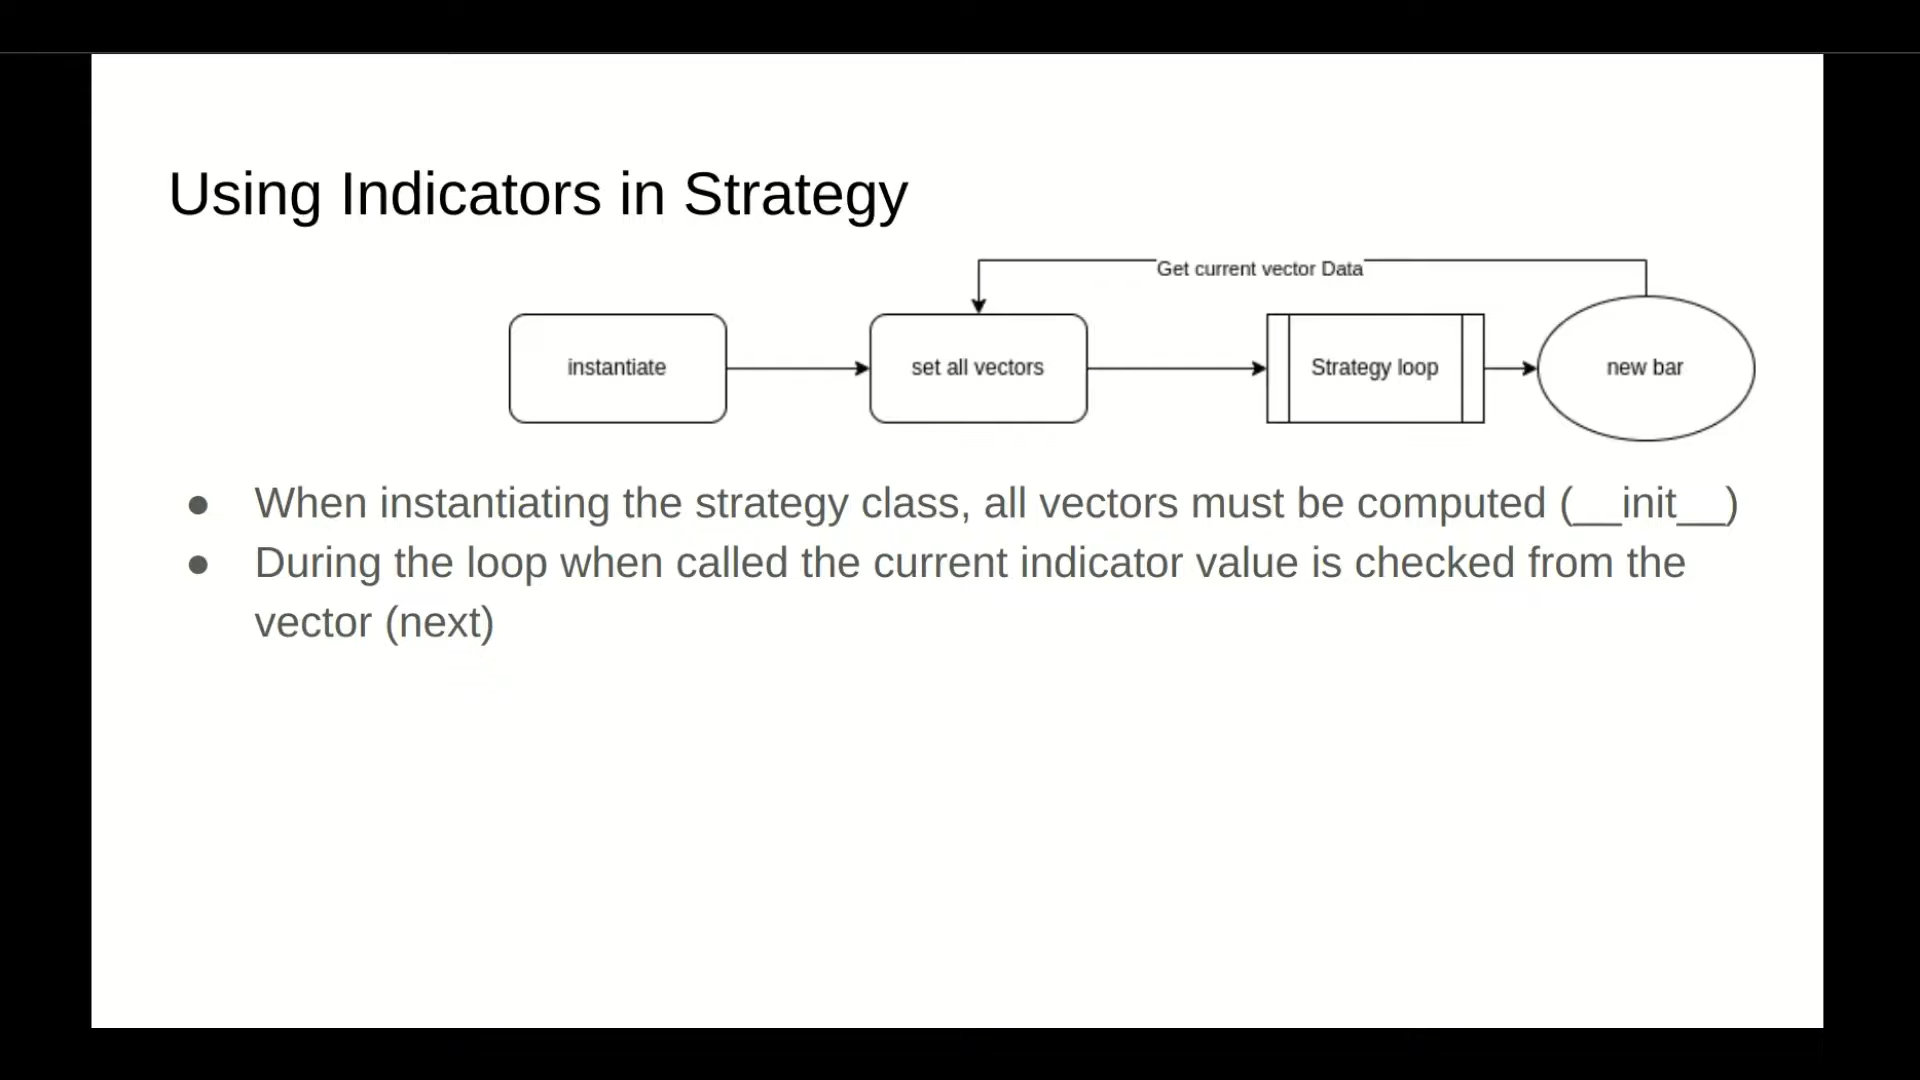 Using Indicators in Strategy
Get current vector Data
instantiate
set all vectors
Strategy loop
new bar
● When instantiating the strategy class, all vectors must be computed (__init__)
● During the loop when called the current indicator value is checked from the
vector (next)